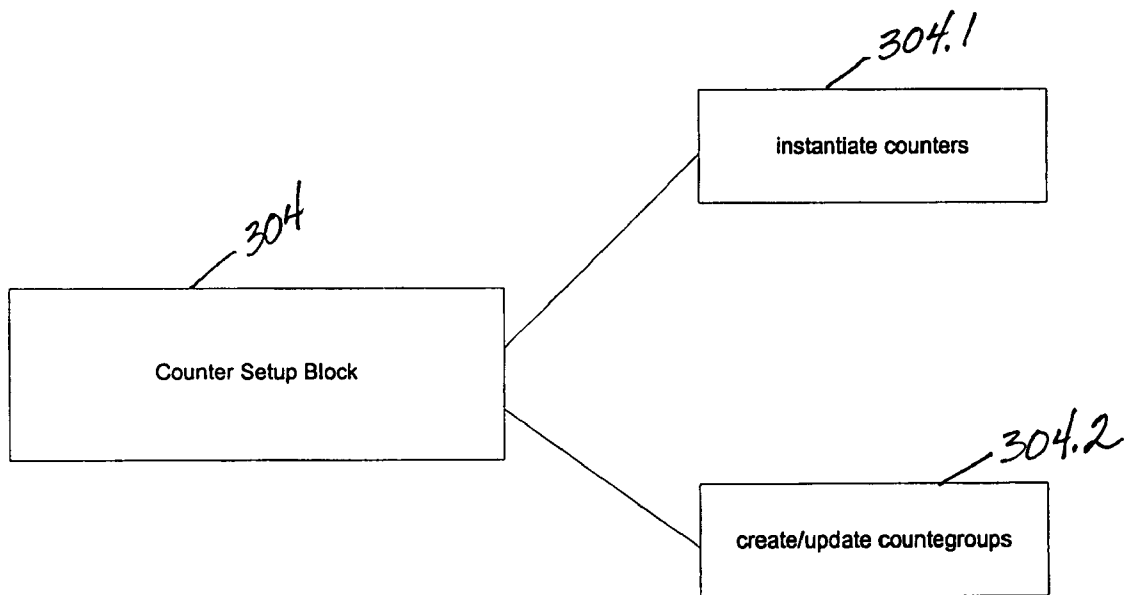 304.1
instantiate counters
304
Counter Setup Block
304.2
create/update countegroups